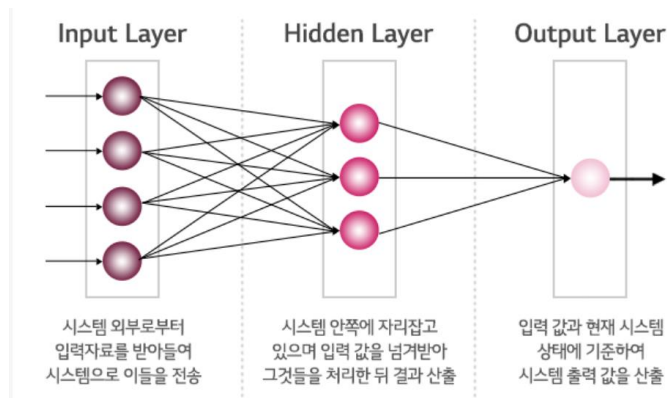 Input Layer
Hidden Layer
Output Layer
시스템 외부로부터
입력자료를 받아들여
시스템으로 이들을 전송
시스템 안쪽에 자리잡고
있으며 입력 값을 넘겨받아
그것들을 처리한 뒤 결과 산출
입력 값과 현재 시스템
상태에 기준하여
시스템 출력 값을 산출